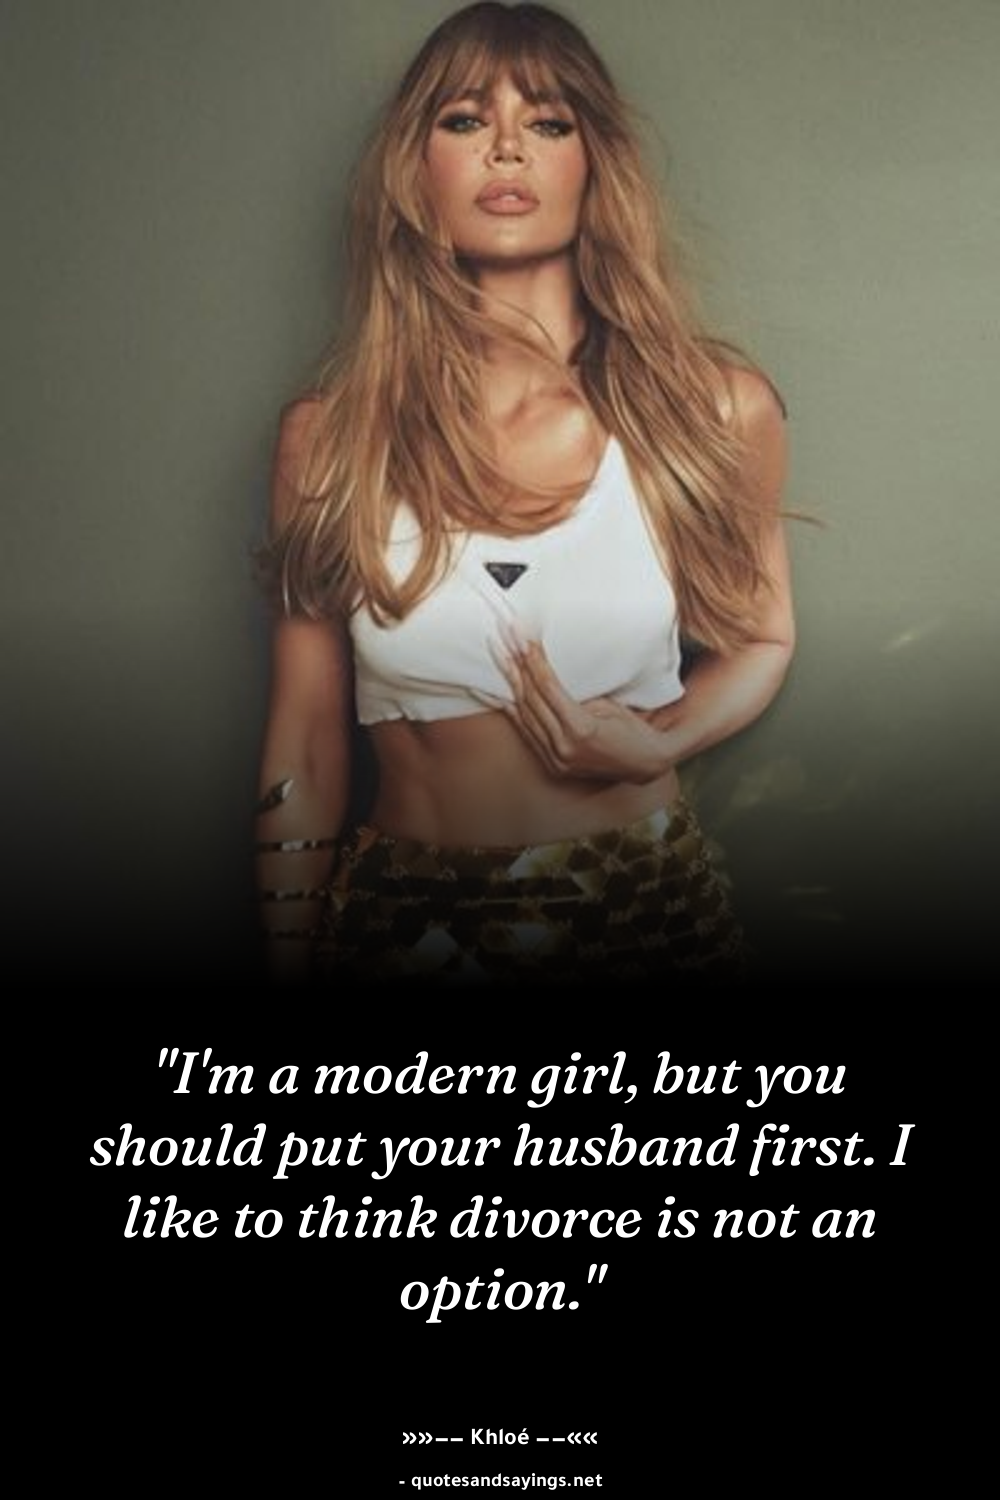 "I'm a modern girl, but you
should put your husband first. I
like to think divorce is not an
option."
»»−− Khloé −−««
- quotesandsayings.net